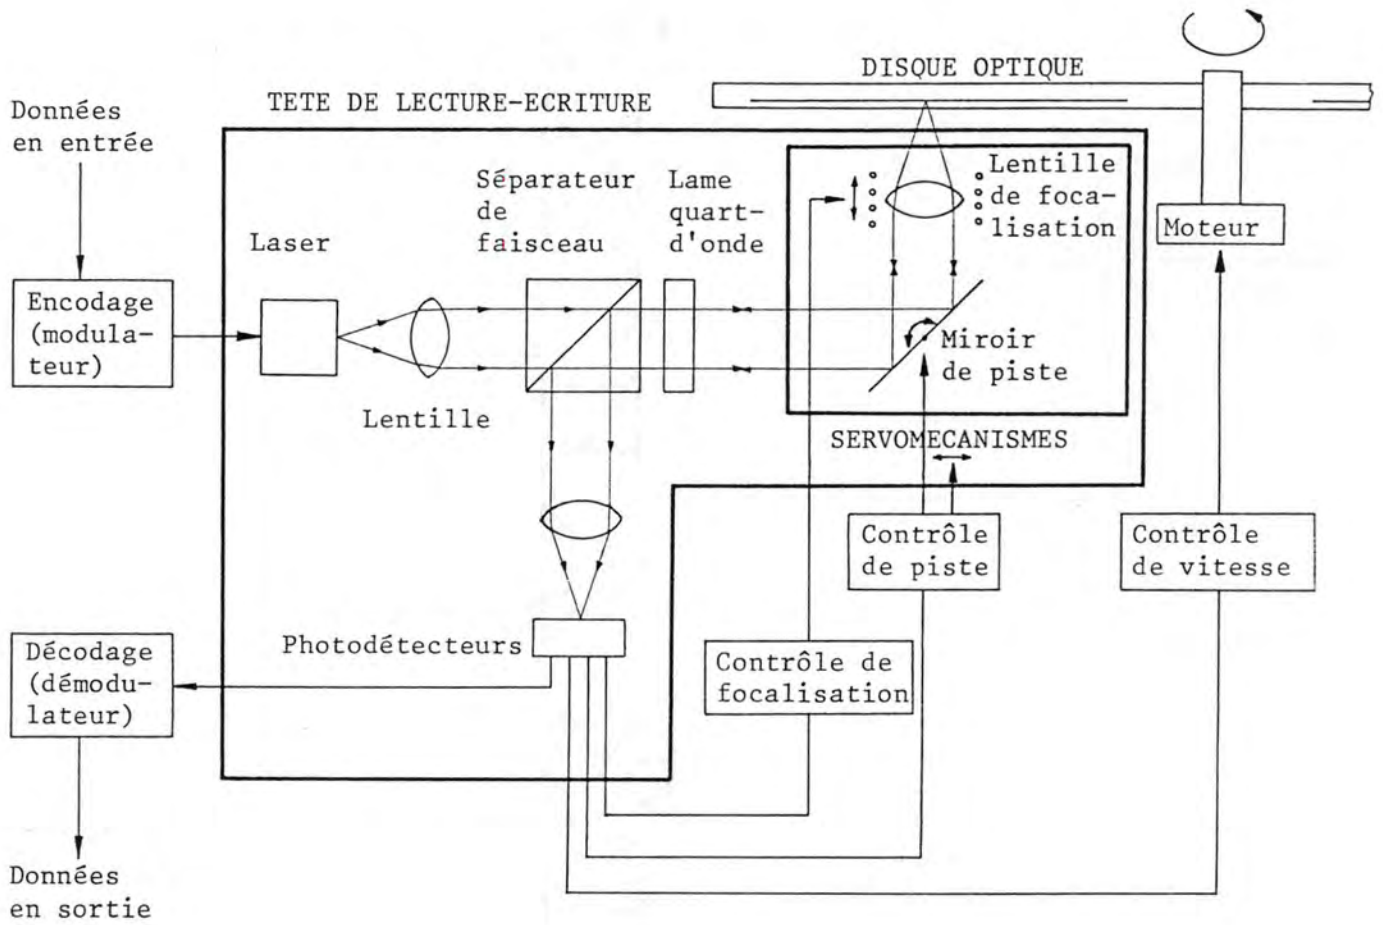 DISQUE OPTIQUE
TETE DE LECTURE-ECRITURE
Données
en entrée
Séparateur
de
faisceau
Lame
quart-
d'onde
Lentille
de foca-
lisation
Moteur
Laser
Encodage
(modula-
teur)
Miroir
de piste
Lentille
SERVOMECANISMES
Contrôle
de piste
Contrôle
de vitesse
Photodétecteurs
Décodage
(démodu-
lateur)
Contrôle de
focalisation
Données
en sortie